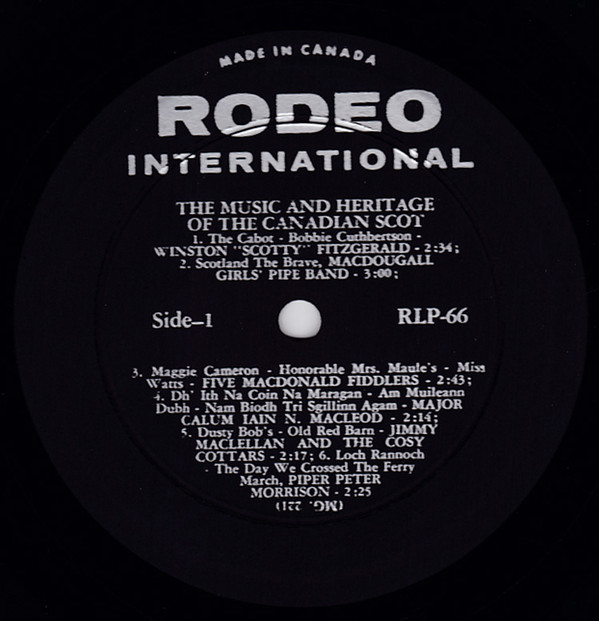 MADE IN CANADA
RODEO
INTERNATIONAL
THE MUSIC AND HERITAGE
OF THE CANADIAN SCOT
1. The Cabot - Bobbie Cuthbertson -
WINSTON "SCOTTY" FITZGERALD - 2:34;
2. Scotland The Brave, MACDOUGALL
GIRLS' PIPE BAND - 3:00;
Side–1
RLP-66
3. Maggie Cameron - Honorable Mrs. Maule's - Miss
Watts - FIVE MACDONALD FIDDLERS - 2:43;
4. Dh' Ith Na Coin Na Maragan - Am Muileann
Dubh - Nam Biodh Tri Sgillinn Agam - MAJOR
CALUM IAIN N. MACLEOD - 2:14;
5. Dusty Bob's - Old Red Barn - JIMMY
MACLELLAN AND THE COSY
COTTARS - 2:17; 6. Loch Rannoch
- The Day We Crossed The Ferry
March, PIPER PETER
MORRISON - 2:25
(MG. 221)